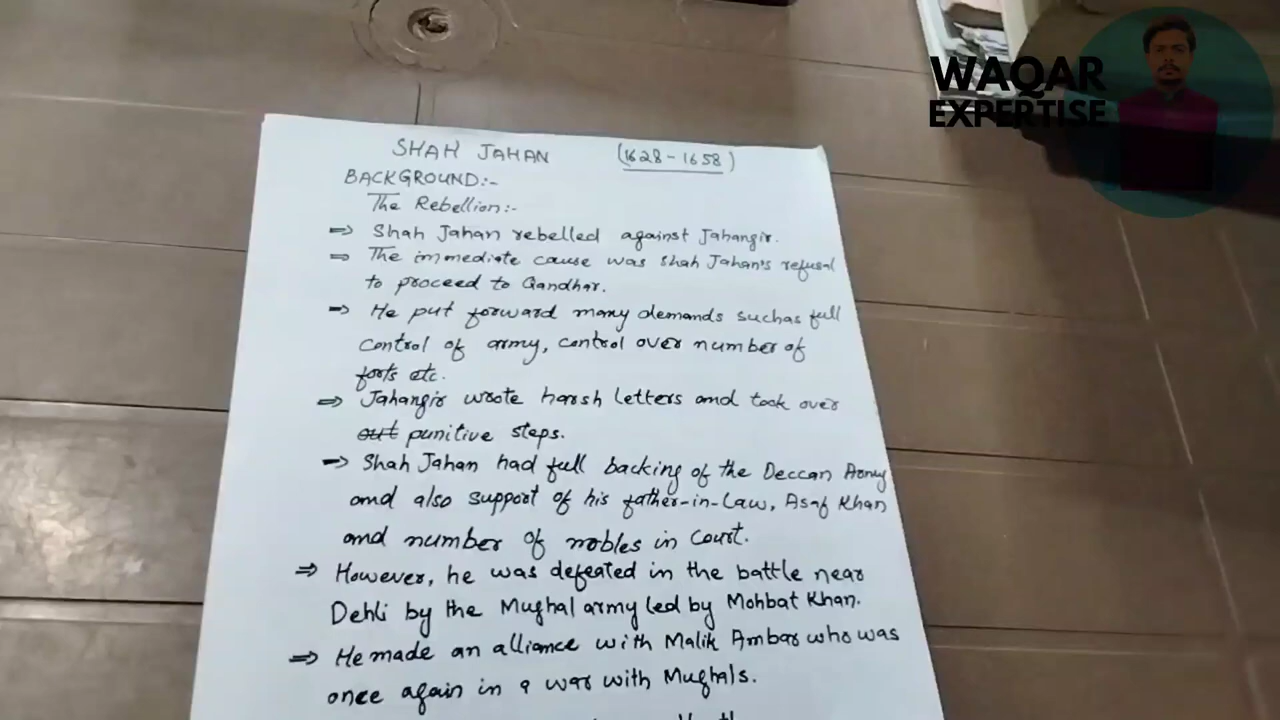 WAQAR
EXPERTISE
SHAH JAHAN (1628-1658)
BACKGROUND:-
The Rebellion:-
⇒ Shah Jahan rebelled against Jahangir.
⇒ The immediate cause was Shah Jahan's refusal
to proceed to Qandhar.
⇒ He put forward many demands such as full
control of army, control over number of
forts etc.
⇒ Jahangir wrote harsh letters and took over
out punitive steps.
⇒ Shah Jahan had full backing of the Deccan Army
and also support of his father-in-Law, Asaf Khan
and number of nobles in Court.
⇒ However, he was defeated in the battle near
Dehli by the Mughal army led by Mohbat Khan.
⇒ He made an alliance with Malik Ambar who was
once again in a war with Mughals.